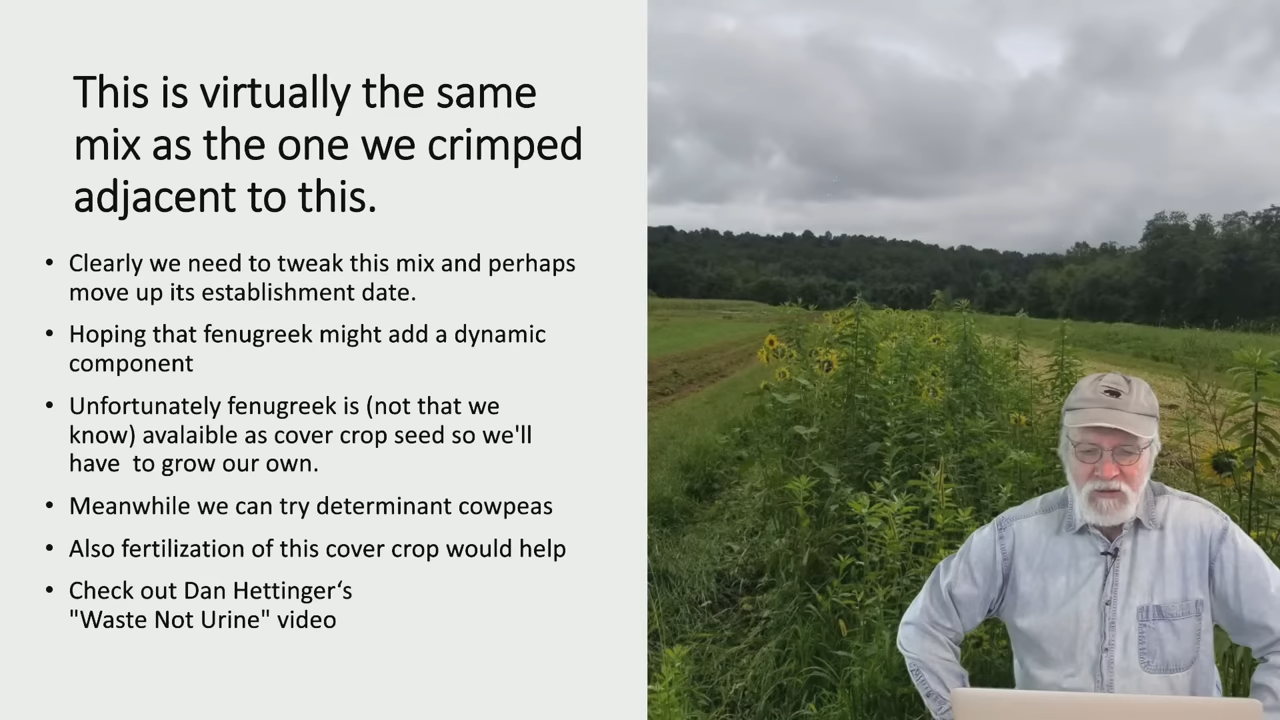 This is virtually the same
mix as the one we crimped
adjacent to this.
• Clearly we need to tweak this mix and perhaps
move up its establishment date.
• Hoping that fenugreek might add a dynamic
component
• Unfortunately fenugreek is (not that we
know) avalaible as cover crop seed so we'll
have  to grow our own.
• Meanwhile we can try determinant cowpeas
• Also fertilization of this cover crop would help
• Check out Dan Hettinger‘s
"Waste Not Urine" video